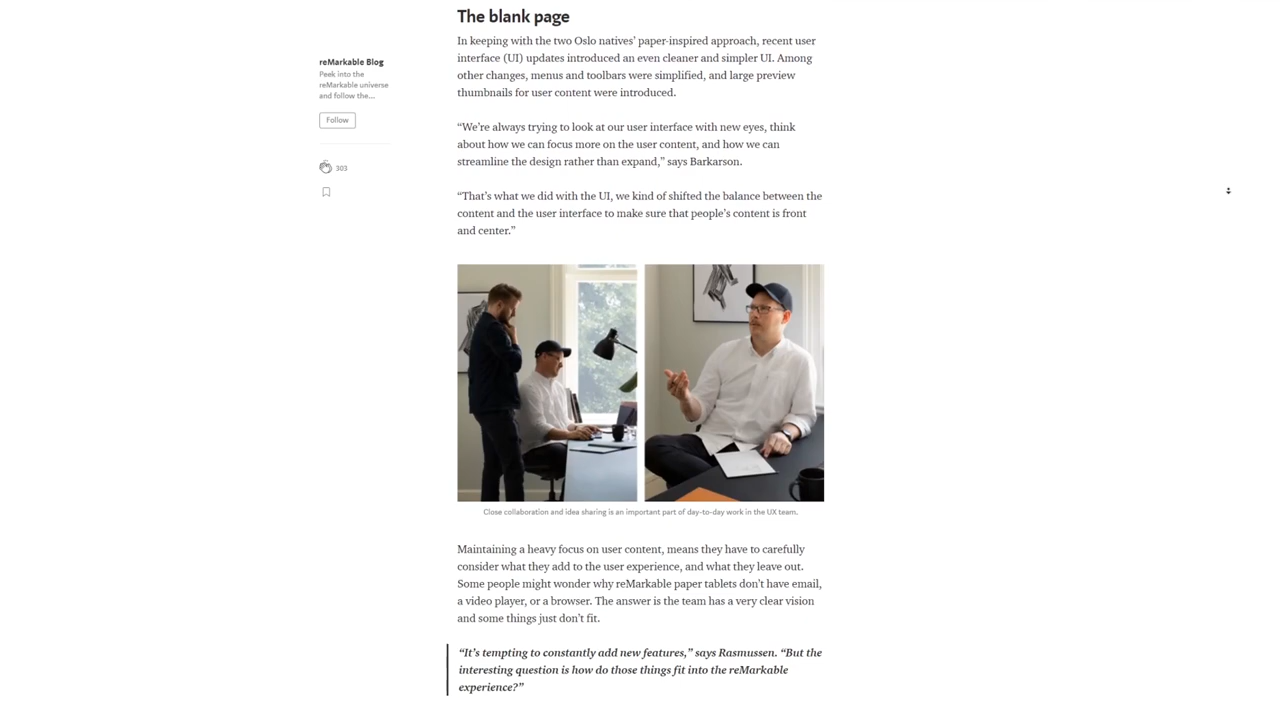 The blank page
In keeping with the two Oslo natives’ paper-inspired approach, recent user
interface (UI) updates introduced an even cleaner and simpler UI. Among
other changes, menus and toolbars were simplified, and large preview
thumbnails for user content were introduced.
“We’re always trying to look at our user interface with new eyes, think
about how we can focus more on the user content, and how we can
streamline the design rather than expand,” says Barkarson.
“That’s what we did with the UI, we kind of shifted the balance between the
content and the user interface to make sure that people’s content is front
and center.”
Close collaboration and idea sharing is an important part of day-to-day work in the UX team.
Maintaining a heavy focus on user content, means they have to carefully
consider what they add to the user experience, and what they leave out.
Some people might wonder why reMarkable paper tablets don’t have email,
a video player, or a browser. The answer is the team has a very clear vision
and some things just don’t fit.
“It’s tempting to constantly add new features,” says Rasmussen. “But the
interesting question is how do those things fit into the reMarkable
experience?”
reMarkable Blog
Peek into the
reMarkable universe
and follow the...
Follow
303